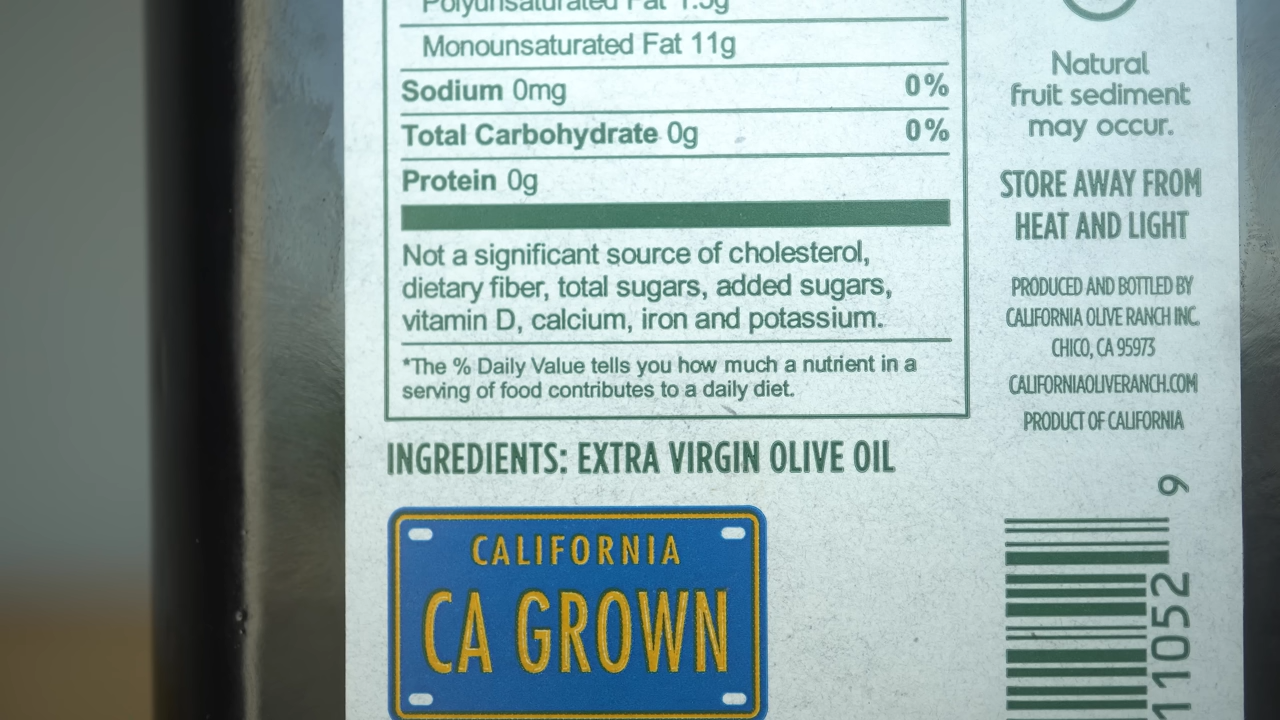 Polyunsaturated Fat 1.5g
Monounsaturated Fat 11g
Sodium 0mg 0%
Total Carbohydrate 0g 0%
Protein 0g
Not a significant source of cholesterol,
dietary fiber, total sugars, added sugars,
vitamin D, calcium, iron and potassium.
*The % Daily Value tells you how much a nutrient in a
serving of food contributes to a daily diet.
INGREDIENTS: EXTRA VIRGIN OLIVE OIL
CALIFORNIA
CA GROWN
Natural
fruit sediment
may occur.
STORE AWAY FROM
HEAT AND LIGHT
PRODUCED AND BOTTLED BY
CALIFORNIA OLIVE RANCH INC.
CHICO, CA 95973
CALIFORNIAOLIVERANCH.COM
PRODUCT OF CALIFORNIA
11052 9